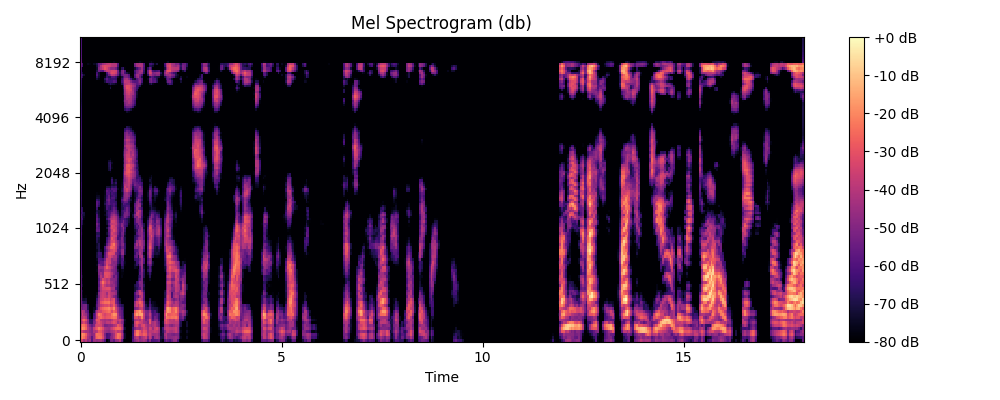 Mel Spectrogram (db)
8192
4096
2048
1024
512
0
Hz
0 5 10 15
Time
+0 dB
-10 dB
-20 dB
-30 dB
-40 dB
-50 dB
-60 dB
-70 dB
-80 dB